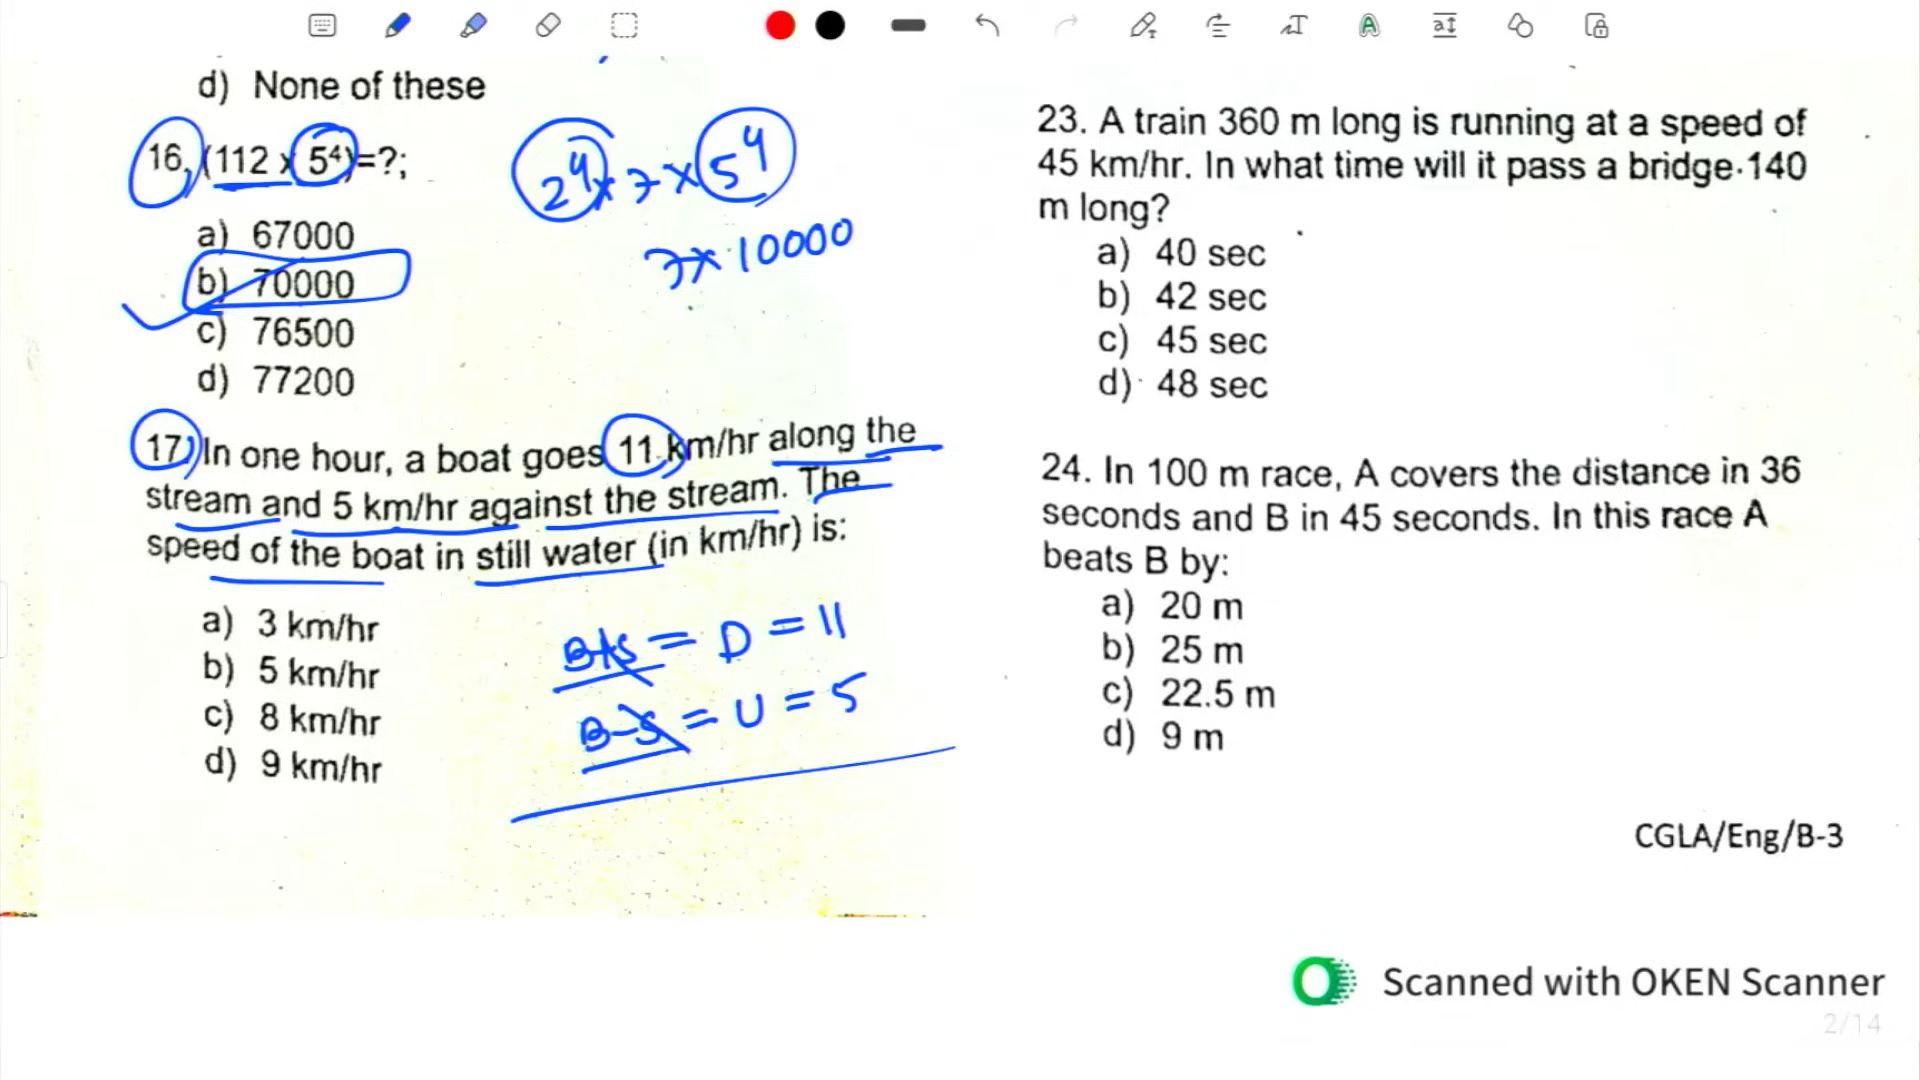 d) None of these
16, (112 x 5⁴)=?;
2⁴ x 7 x 5⁴
7 x 10000
a) 67000
b) 70000
c) 76500
d) 77200
17) In one hour, a boat goes 11 km/hr along the
stream and 5 km/hr against the stream. The
speed of the boat in still water (in km/hr) is:
a) 3 km/hr
b) 5 km/hr
c) 8 km/hr
d) 9 km/hr
B+S = D = 11
B-S = U = 5
23. A train 360 m long is running at a speed of
45 km/hr. In what time will it pass a bridge 140
m long?
a) 40 sec
b) 42 sec
c) 45 sec
d) 48 sec
24. In 100 m race, A covers the distance in 36
seconds and B in 45 seconds. In this race A
beats B by:
a) 20 m
b) 25 m
c) 22.5 m
d) 9 m
CGLA/Eng/B-3
Scanned with OKEN Scanner
2/14